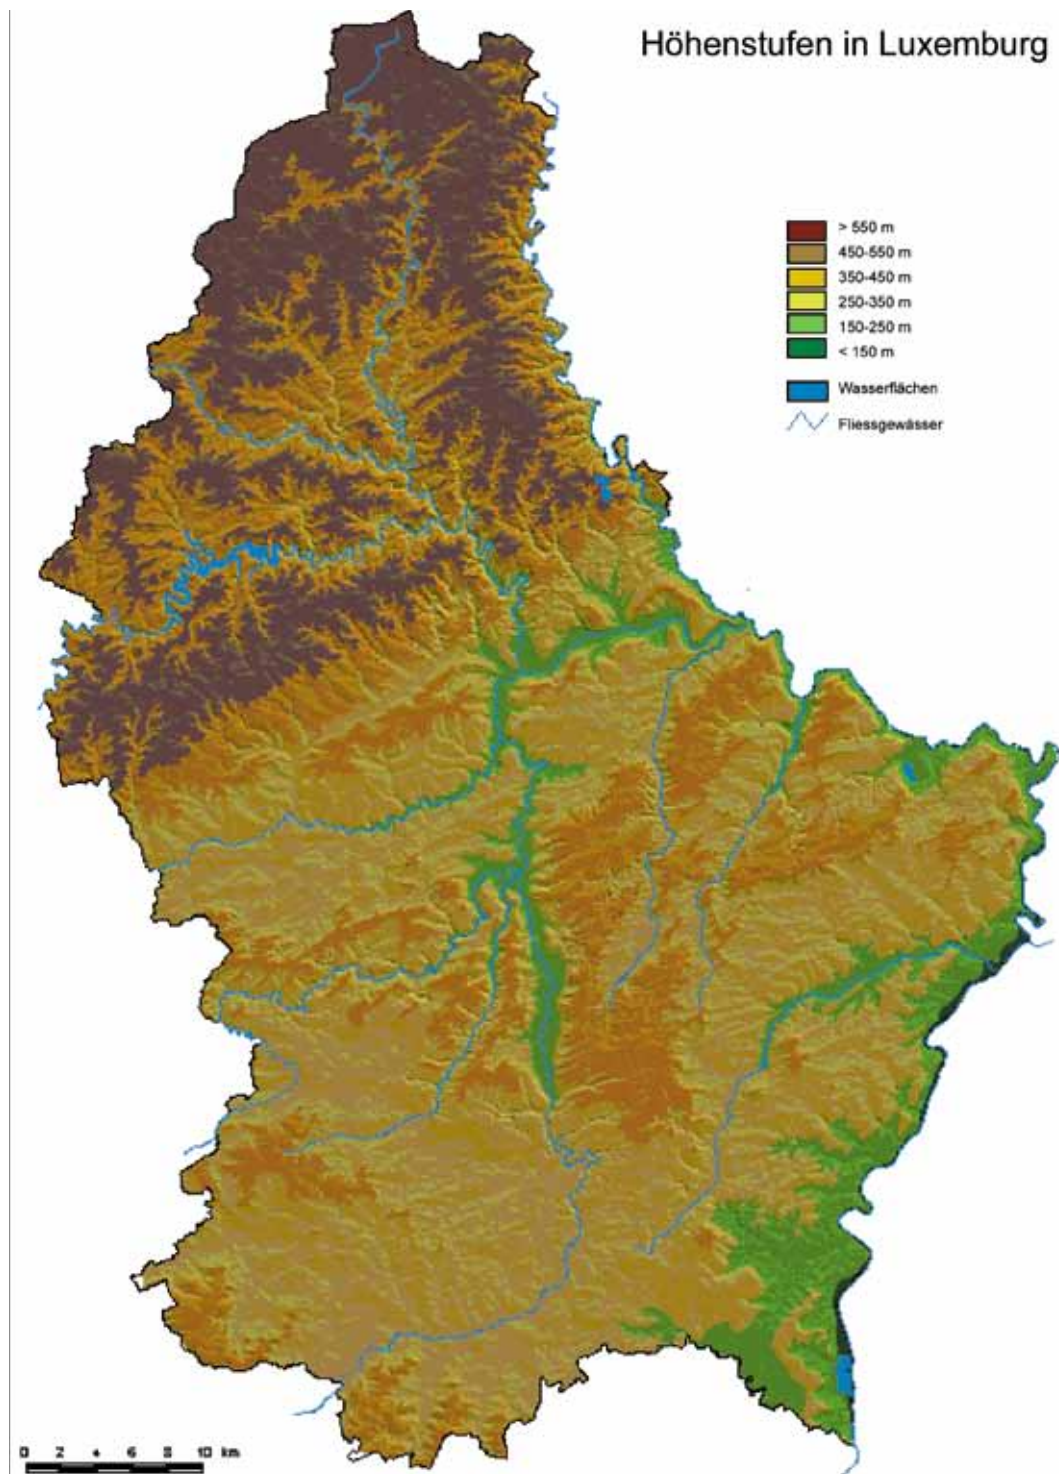 Höhenstufen in Luxemburg
> 550 m
450-550 m
350-450 m
250-350 m
150-250 m
< 150 m
Wasserflächen
Fliessgewässer
0 2 4 6 8 10 km